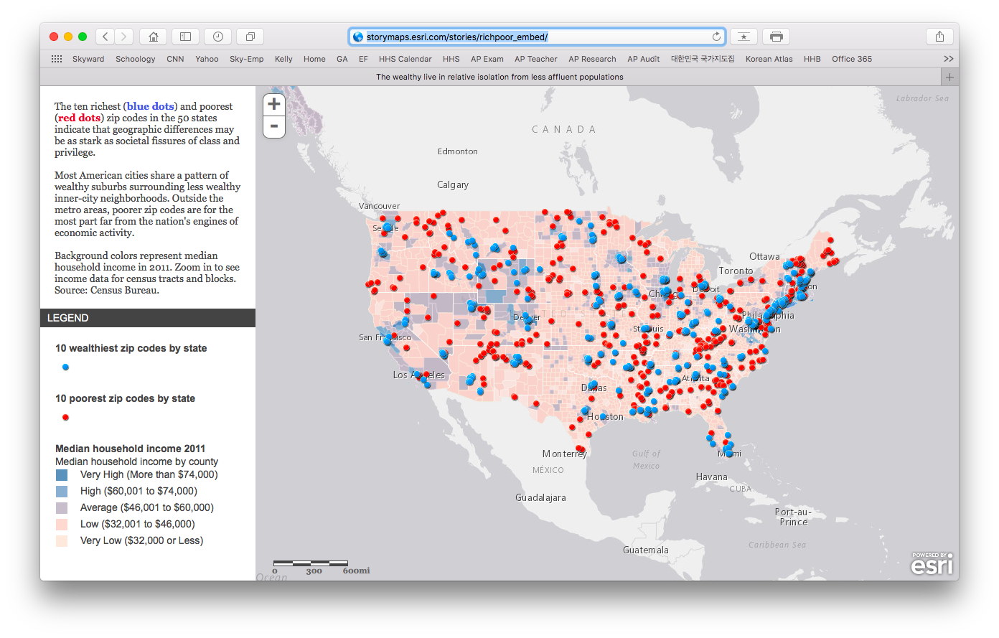 storymaps.esri.com/stories/richpoor_embed/
Skyward Schoology CNN Yahoo Sky-Emp Kelly Home GA EF HHS Calendar HHS AP Exam AP Teacher AP Research AP Audit 대한민국 국가지도집 Korean Atlas HHB Office 365 >>
The wealthy live in relative isolation from less affluent populations
+
The ten richest (blue dots) and poorest
(red dots) zip codes in the 50 states
indicate that geographic differences may
be as stark as societal fissures of class and
privilege.
Most American cities share a pattern of
wealthy suburbs surrounding less wealthy
inner-city neighborhoods. Outside the
metro areas, poorer zip codes are for the
most part far from the nation's engines of
economic activity.
Background colors represent median
household income in 2011. Zoom in to see
income data for census tracts and blocks.
Source: Census Bureau.
LEGEND
10 wealthiest zip codes by state
10 poorest zip codes by state
Median household income 2011
Median household income by county
Very High (More than $74,000)
High ($60,001 to $74,000)
Average ($46,001 to $60,000)
Low ($32,001 to $46,000)
Very Low ($32,000 or Less)
+
-
Labrador Sea
CANADA
Edmonton
Calgary
Vancouver
Ottawa
Toronto
Denver
Philadelphia
Washington
San Francisco
Los Angeles
Atlanta
Dallas
Houston
Monterrey
Gulf of
Mexico
Miami
MÉXICO
Havana
CUBA
Guadalajara
Port-au-
Prince
Caribbean Sea
Guatemala
0 300 600mi
Ocean
POWERED BY
esri